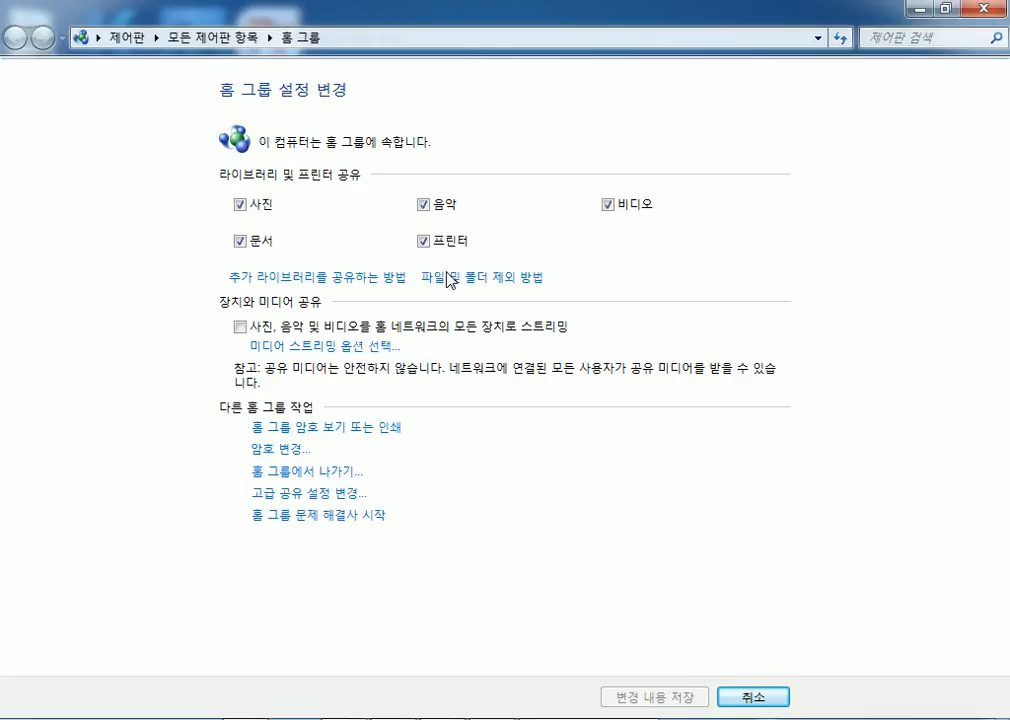 제어판 ▸ 모든 제어판 항목 ▸ 홈 그룹
제어판 검색
홈 그룹 설정 변경
이 컴퓨터는 홈 그룹에 속합니다.
라이브러리 및 프린터 공유
사진 음악 비디오
문서 프린터
추가 라이브러리를 공유하는 방법 파일 및 폴더 제외 방법
장치와 미디어 공유
사진, 음악 및 비디오를 홈 네트워크의 모든 장치로 스트리밍
미디어 스트리밍 옵션 선택...
참고: 공유 미디어는 안전하지 않습니다. 네트워크에 연결된 모든 사용자가 공유 미디어를 받을 수 있습
니다.
다른 홈 그룹 작업
홈 그룹 암호 보기 또는 인쇄
암호 변경...
홈 그룹에서 나가기...
고급 공유 설정 변경...
홈 그룹 문제 해결사 시작
변경 내용 저장 취소